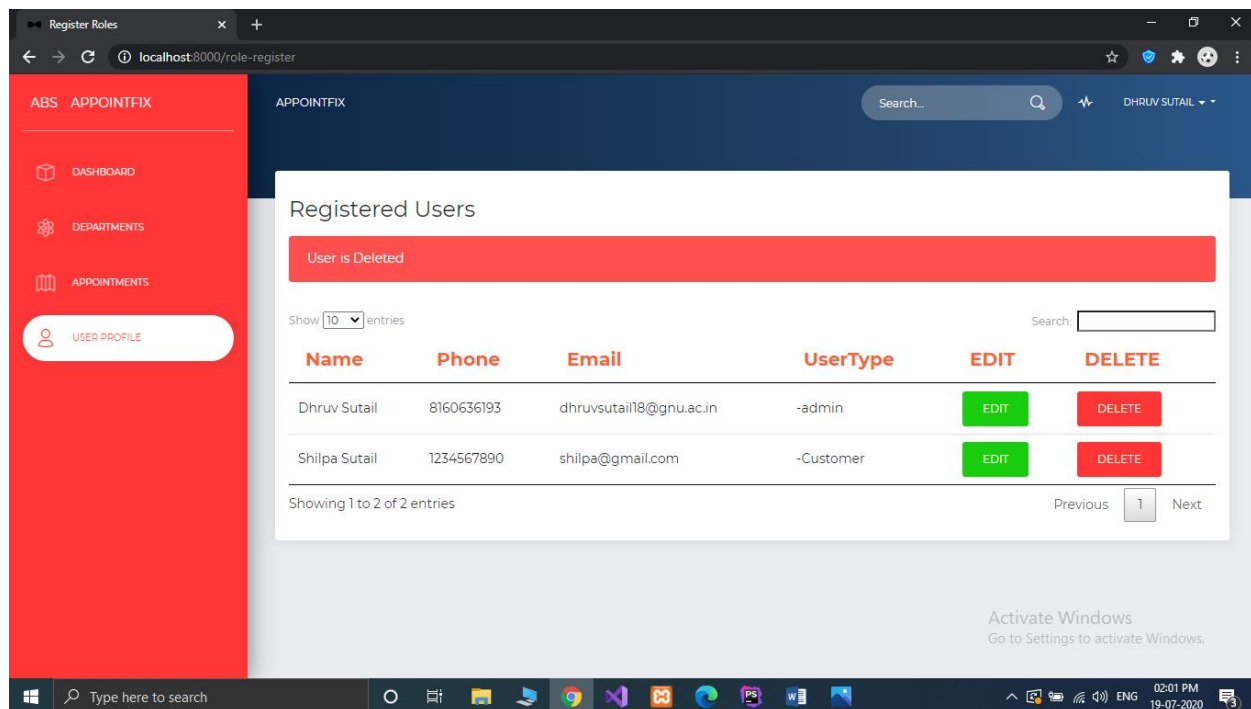 Register Roles
localhost:8000/role-register
ABS APPOINTFIX
APPOINTFIX
Search...
DHRUV SUTAIL
DASHBOARD
DEPARTMENTS
APPOINTMENTS
USER PROFILE
Registered Users
User is Deleted
Show 10 entries
Search:
Name Phone Email UserType EDIT DELETE
Dhruv Sutail 8160636193 dhruvsutail18@gnu.ac.in -admin EDIT DELETE
Shilpa Sutail 1234567890 shilpa@gmail.com -Customer EDIT DELETE
Showing 1 to 2 of 2 entries
Previous 1 Next
Activate Windows
Go to Settings to activate Windows.
Type here to search
PS
W
ENG
02:01 PM
19-07-2020
3